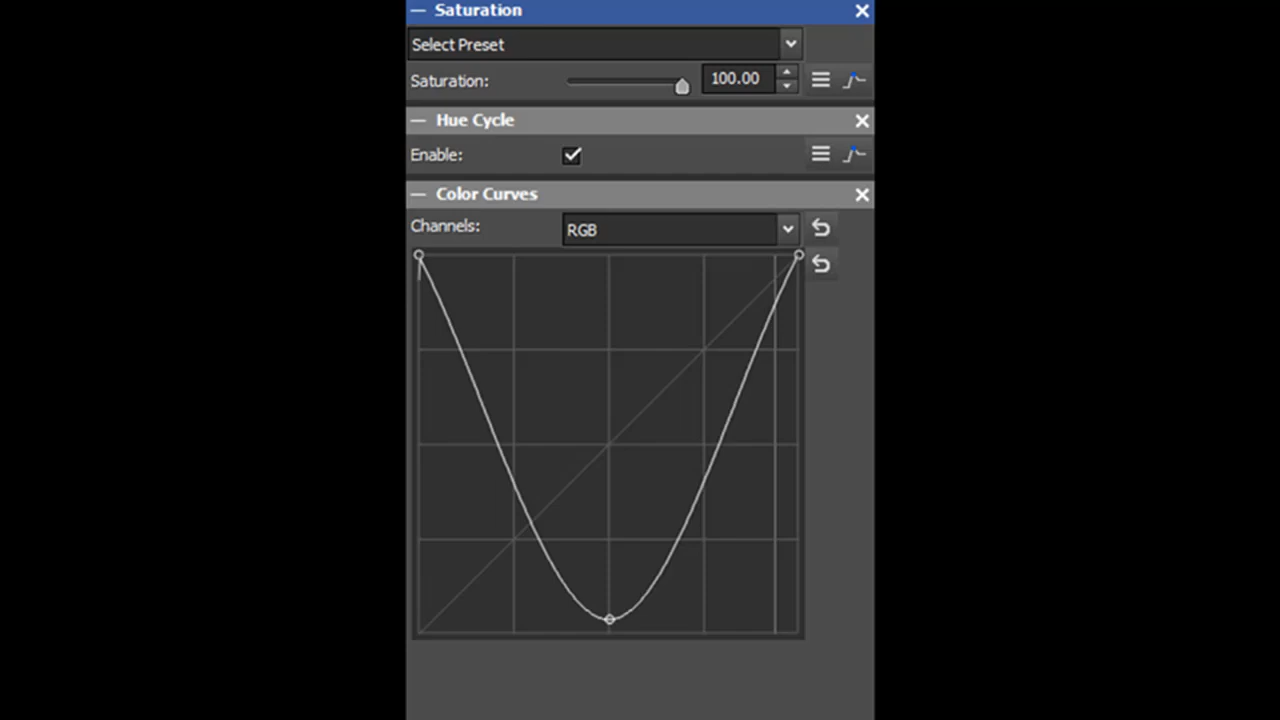 Saturation
Select Preset
Saturation: 100.00
Hue Cycle
Enable:
Color Curves
Channels: RGB